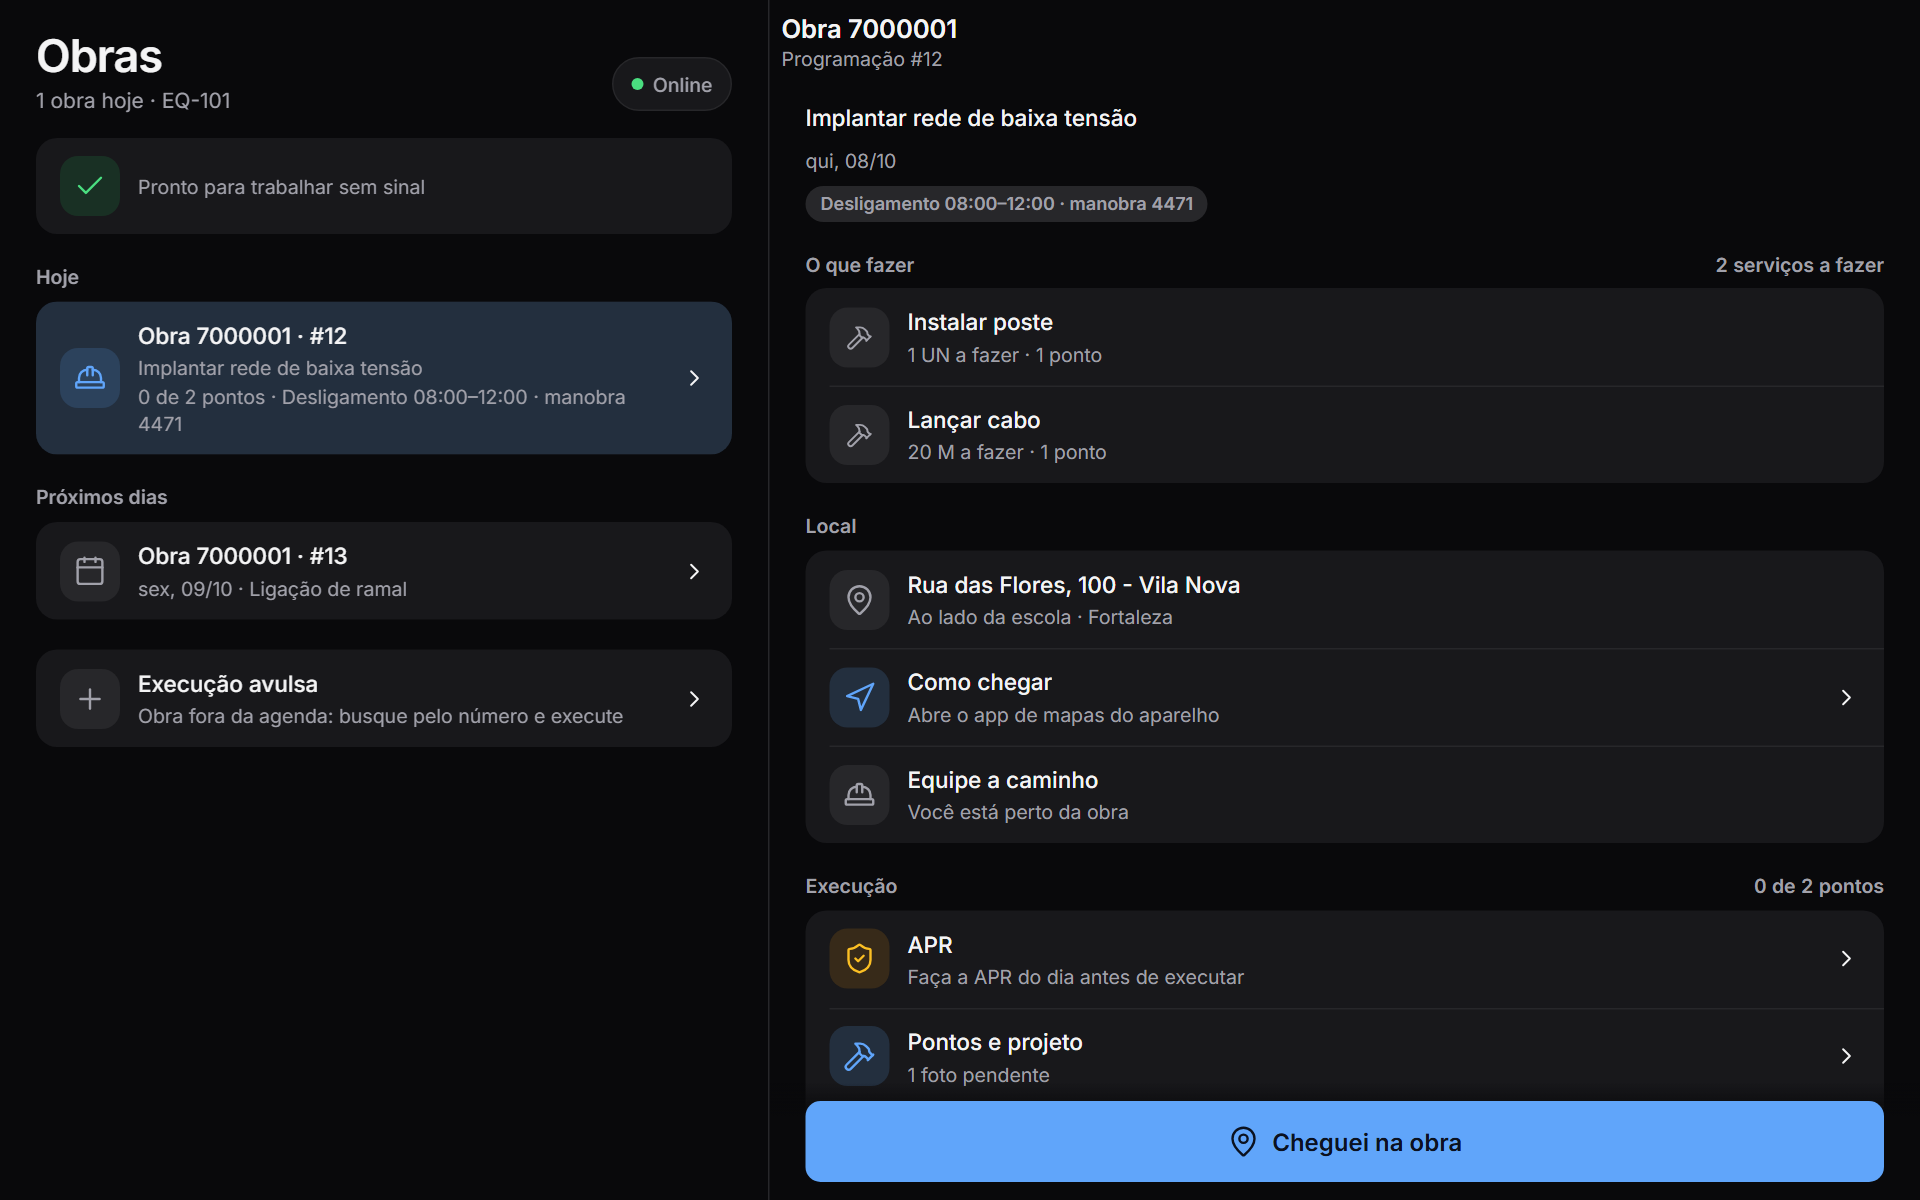 Obras
1 obra hoje · EQ-101
Online
Pronto para trabalhar sem sinal
Hoje
Obra 7000001 · #12
Implantar rede de baixa tensão
0 de 2 pontos · Desligamento 08:00–12:00 · manobra
4471
Próximos dias
Obra 7000001 · #13
sex, 09/10 · Ligação de ramal
Execução avulsa
Obra fora da agenda: busque pelo número e execute
Obra 7000001
Programação #12
Implantar rede de baixa tensão
qui, 08/10
Desligamento 08:00–12:00 · manobra 4471
O que fazer
2 serviços a fazer
Instalar poste
1 UN a fazer · 1 ponto
Lançar cabo
20 M a fazer · 1 ponto
Local
Rua das Flores, 100 - Vila Nova
Ao lado da escola · Fortaleza
Como chegar
Abre o app de mapas do aparelho
Equipe a caminho
Você está perto da obra
Execução
0 de 2 pontos
APR
Faça a APR do dia antes de executar
Pontos e projeto
1 foto pendente
Cheguei na obra